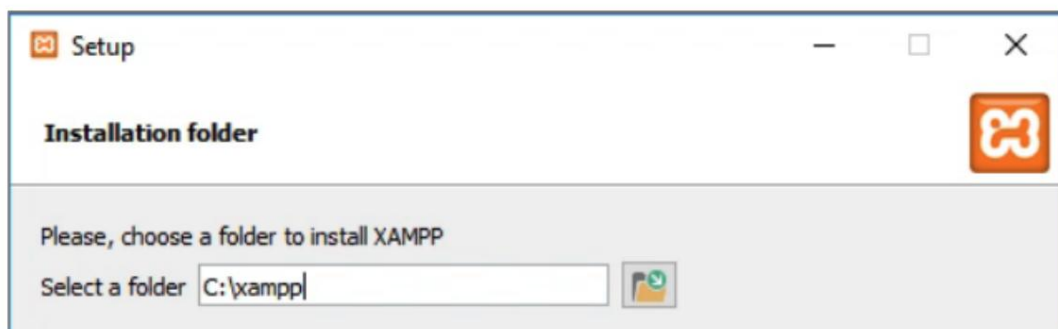 Setup
Installation folder
Please, choose a folder to install XAMPP
Select a folder C:\xampp